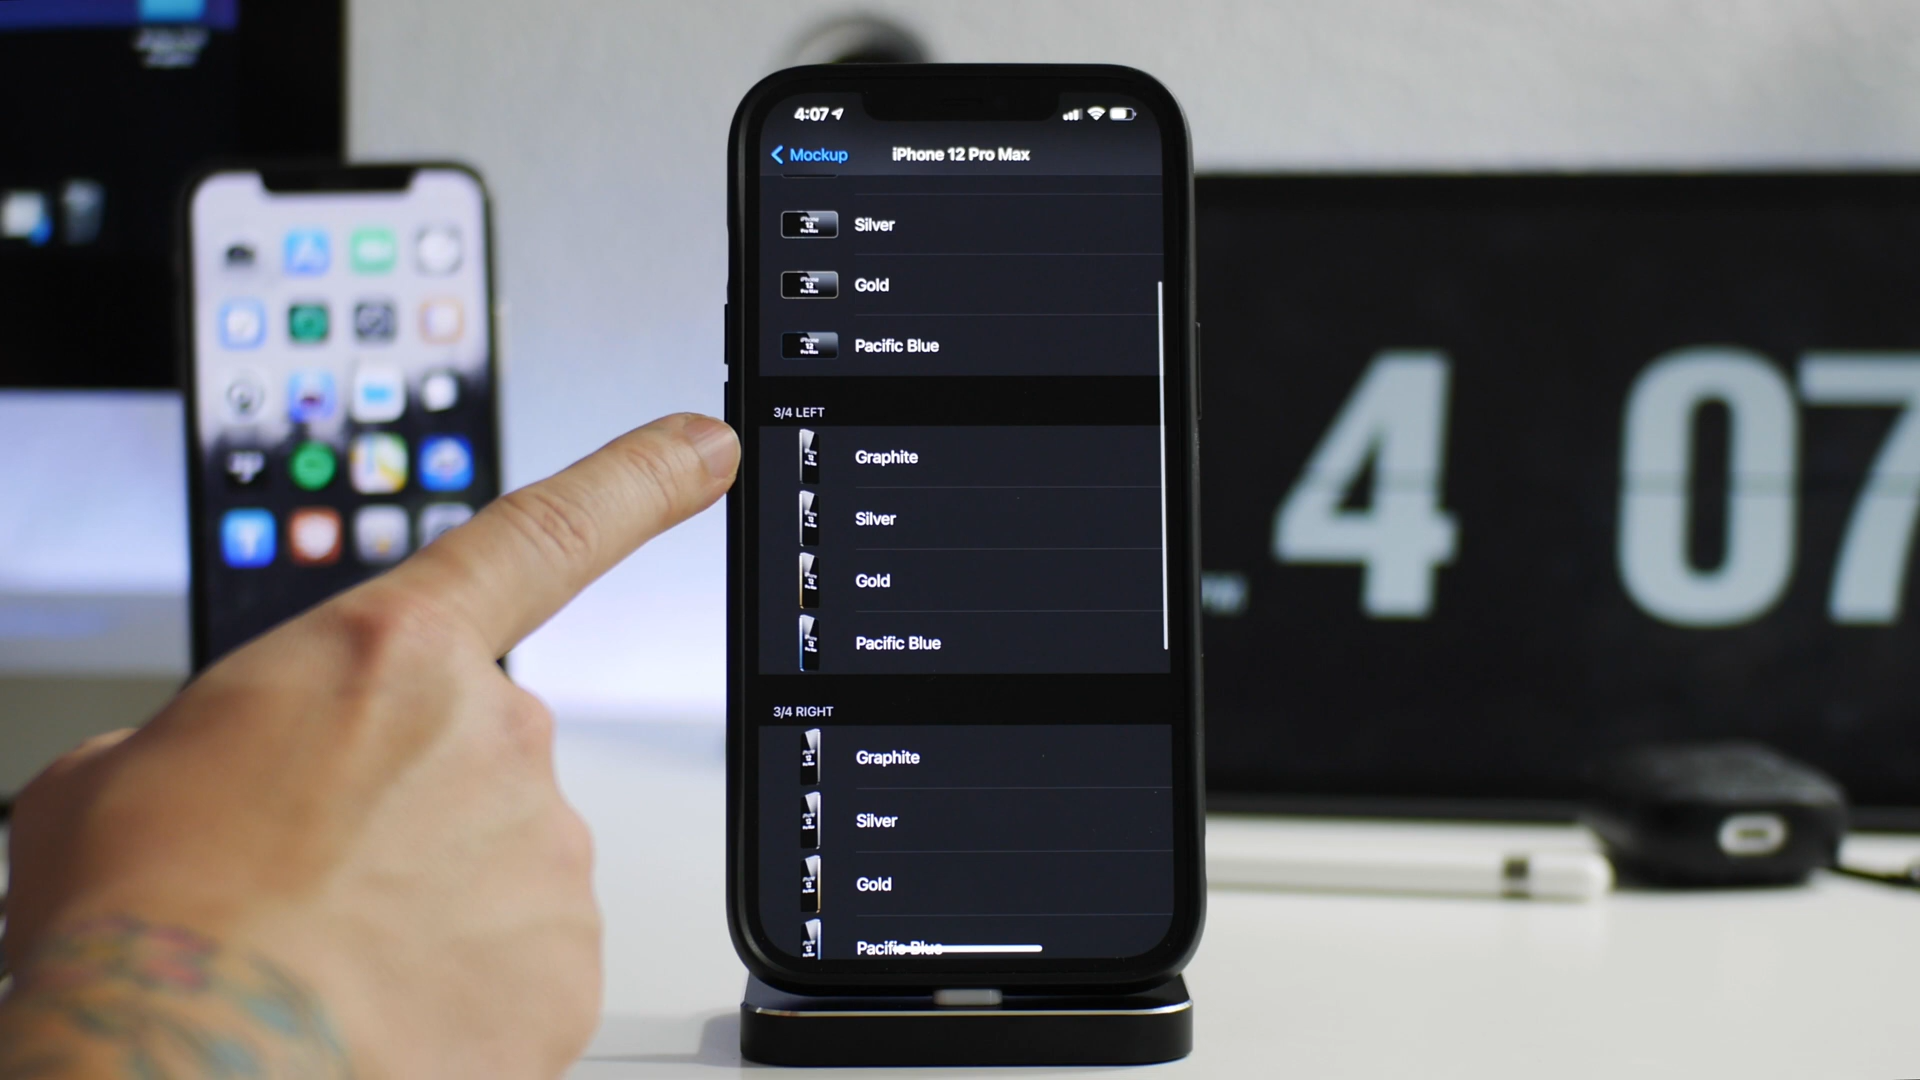 4:07
Mockup
iPhone 12 Pro Max
Silver
Gold
Pacific Blue
3/4 LEFT
Graphite
Silver
Gold
Pacific Blue
3/4 RIGHT
Graphite
Silver
Gold
Pacific Blue
4 07